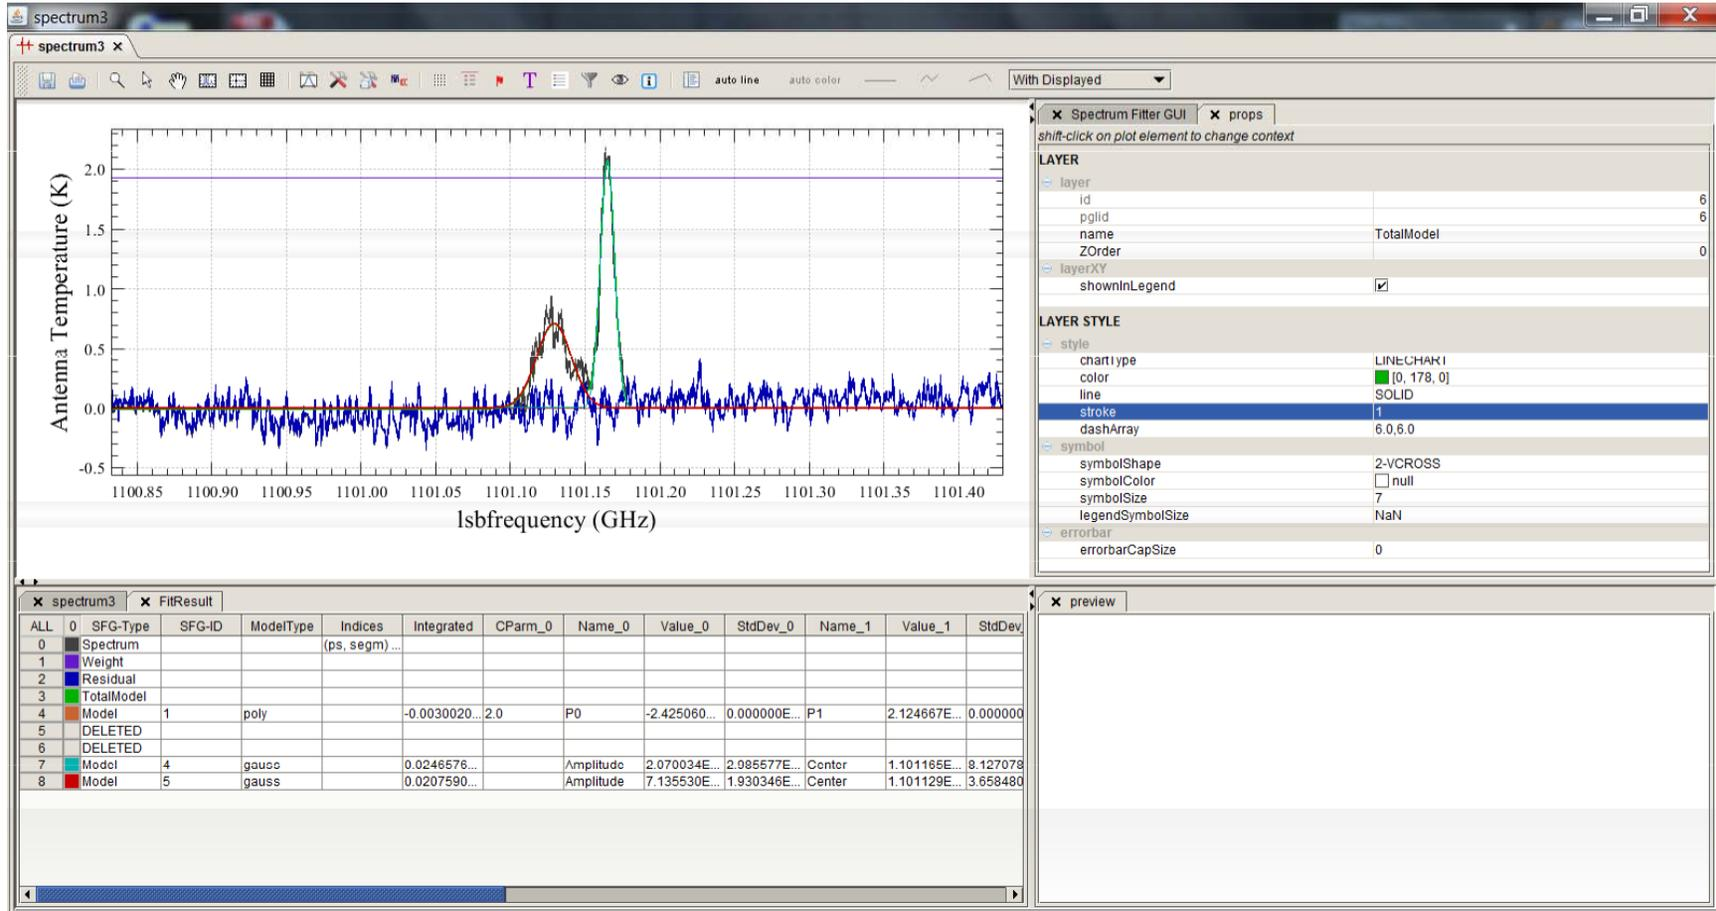 spectrum3
spectrum3
T auto line auto color With Displayed
Antenna Temperature (K)
2.0
1.5
1.0
0.5
0.0
-0.5
1100.85 1100.90 1100.95 1101.00 1101.05 1101.10 1101.15 1101.20 1101.25 1101.30 1101.35 1101.40
lsbfrequency (GHz)
Spectrum Fitter GUI props
shift-click on plot element to change context
LAYER
layer
id 6
pglid 6
name TotalModel
ZOrder 0
layerXY
shownInLegend
LAYER STYLE
style
chartType LINECHART
color [0, 178, 0]
line SOLID
stroke 1
dashArray 6.0,6.0
symbol
symbolShape 2-VCROSS
symbolColor null
symbolSize 7
legendSymbolSize NaN
errorbar
errorbarCapSize 0
spectrum3 FitResult
ALL 0 SFG-Type SFG-ID ModelType Indices Integrated CParm_0 Name_0 Value_0 StdDev_0 Name_1 Value_1 StdDev
0 Spectrum (ps, segm) ...
1 Weight
2 Residual
3 TotalModel
4 Model 1 poly -0.0030020... 2.0 P0 -2.425060... 0.000000E... P1 2.124667E... 0.000000
5 DELETED
6 DELETED
7 Model 4 gauss 0.0246576... Amplitude 2.070034E... 2.985577E... Center 1.101165E... 8.127078
8 Model 5 gauss 0.0207590... Amplitude 7.135530E... 1.930346E... Center 1.101129E... 3.658480
preview